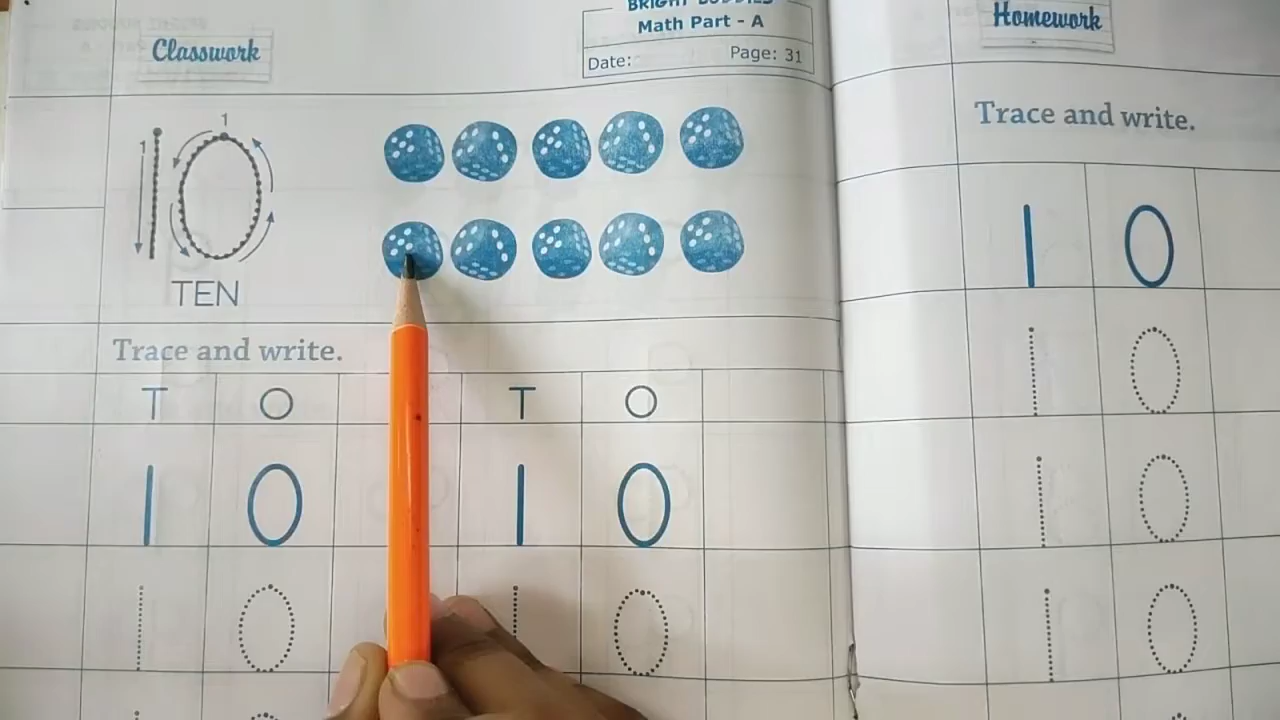 Classwork
BRIGHT BUDDIES
Math Part - A
Date:
Page: 31
1
1
10
TEN
Trace and write.
T O T O
1 0 1 0
1 0 1 0
Homework
Trace and write.
1 0
1 0
1 0
1 0